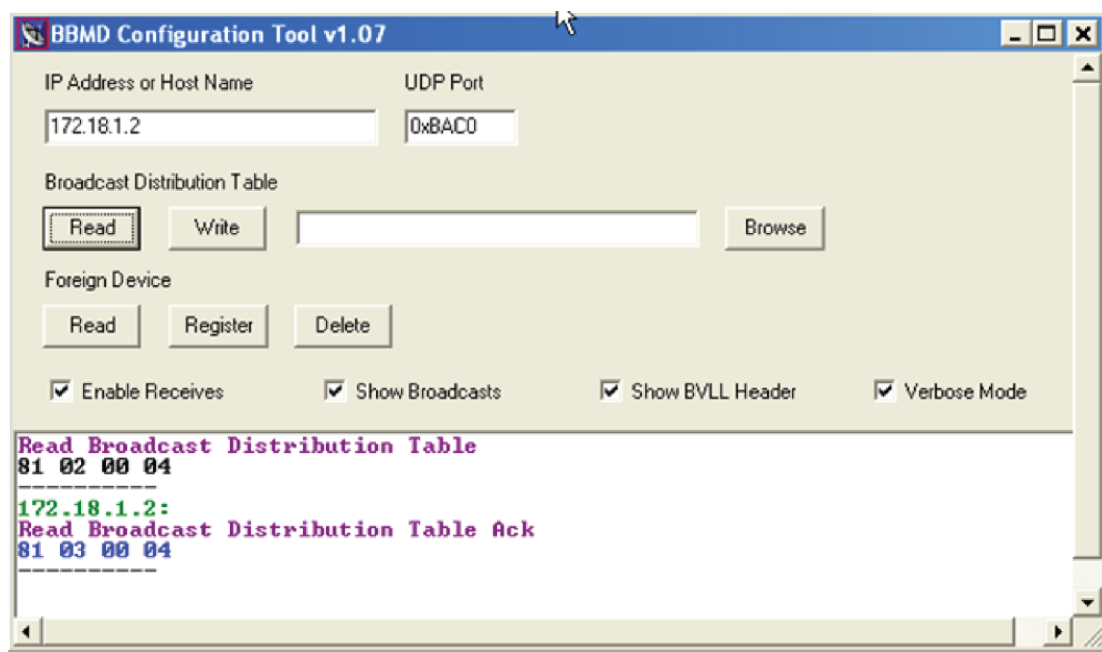 BBMD Configuration Tool v1.07
IP Address or Host Name UDP Port
172.18.1.2 0xBAC0
Broadcast Distribution Table
Read Write Browse
Foreign Device
Read Register Delete
Enable Receives Show Broadcasts Show BVLL Header Verbose Mode
Read Broadcast Distribution Table
81 02 00 04
----------
172.18.1.2:
Read Broadcast Distribution Table Ack
81 03 00 04
----------